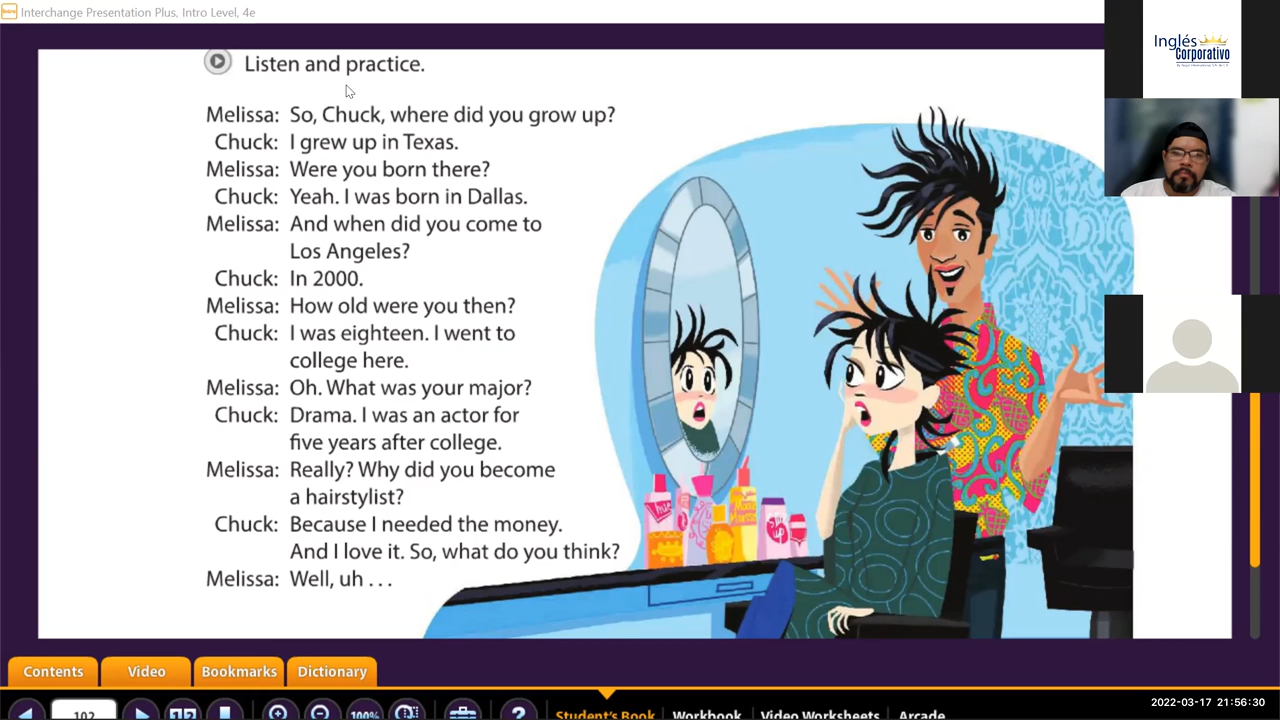 Interchange Presentation Plus, Intro Level, 4e
Inglés
Corporativo
Listen and practice.
Melissa: So, Chuck, where did you grow up?
Chuck: I grew up in Texas.
Melissa: Were you born there?
Chuck: Yeah. I was born in Dallas.
Melissa: And when did you come to
Los Angeles?
Chuck: In 2000.
Melissa: How old were you then?
Chuck: I was eighteen. I went to
college here.
Melissa: Oh. What was your major?
Chuck: Drama. I was an actor for
five years after college.
Melissa: Really? Why did you become
a hairstylist?
Chuck: Because I needed the money.
And I love it. So, what do you think?
Melissa: Well, uh . . .
Contents Video Bookmarks Dictionary
102 100% ? Student's Book Workbook Video Worksheets Arcade
2022-03-17 21:56:30